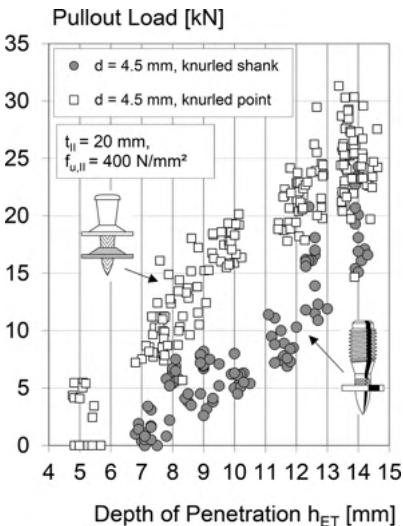 Pullout Load [kN]
35
d = 4.5 mm, knurled shank
30
d = 4.5 mm, knurled point
25
t_II = 20 mm,
f_u,II = 400 N/mm²
20
15
10
5
0
4 5 6 7 8 9 10 11 12 13 14 15
Depth of Penetration h_ET [mm]